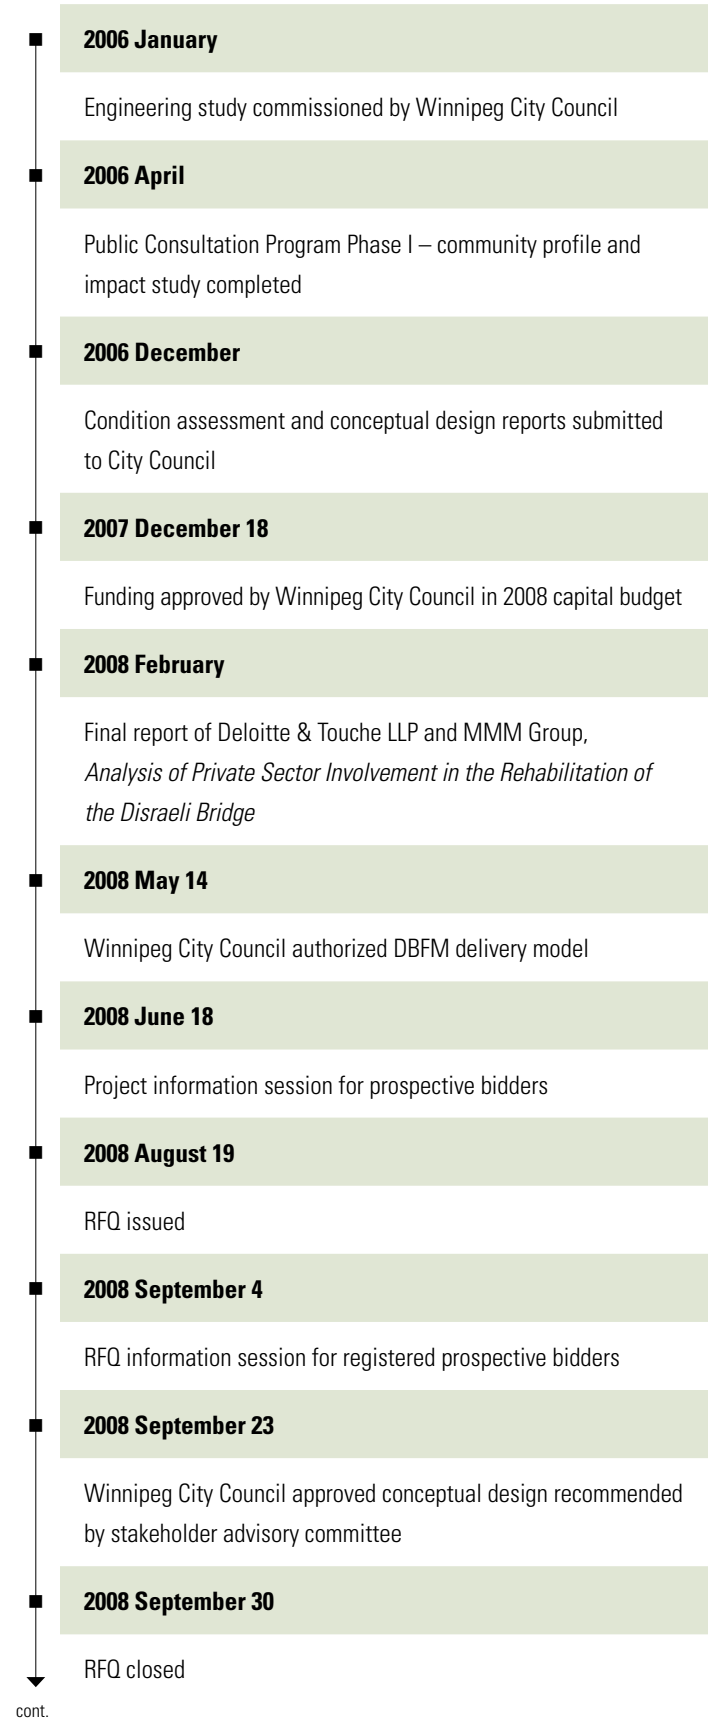 2006 January
Engineering study commissioned by Winnipeg City Council
2006 April
Public Consultation Program Phase I – community profile and
impact study completed
2006 December
Condition assessment and conceptual design reports submitted
to City Council
2007 December 18
Funding approved by Winnipeg City Council in 2008 capital budget
2008 February
Final report of Deloitte & Touche LLP and MMM Group,
Analysis of Private Sector Involvement in the Rehabilitation of
the Disraeli Bridge
2008 May 14
Winnipeg City Council authorized DBFM delivery model
2008 June 18
Project information session for prospective bidders
2008 August 19
RFQ issued
2008 September 4
RFQ information session for registered prospective bidders
2008 September 23
Winnipeg City Council approved conceptual design recommended
by stakeholder advisory committee
2008 September 30
RFQ closed
cont.